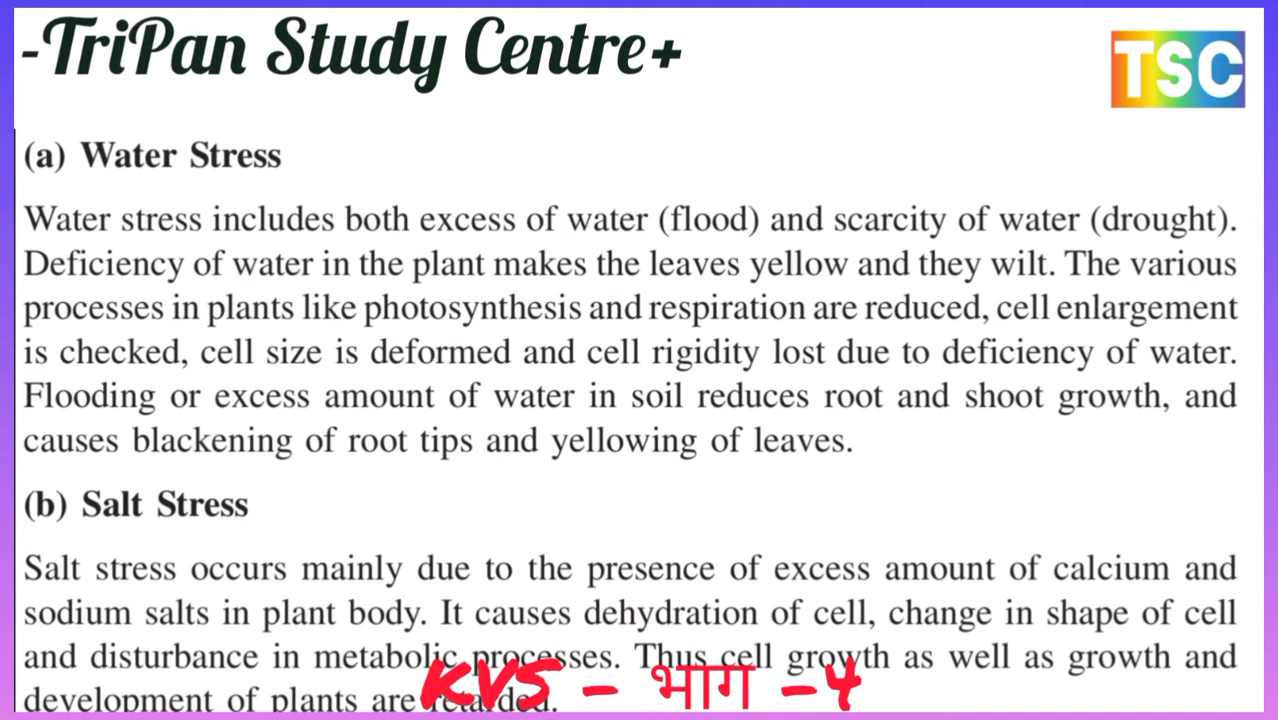 -TriPan Study Centre+
TSC
(a) Water Stress
Water stress includes both excess of water (flood) and scarcity of water (drought).
Deficiency of water in the plant makes the leaves yellow and they wilt. The various
processes in plants like photosynthesis and respiration are reduced, cell enlargement
is checked, cell size is deformed and cell rigidity lost due to deficiency of water.
Flooding or excess amount of water in soil reduces root and shoot growth, and
causes blackening of root tips and yellowing of leaves.
(b) Salt Stress
Salt stress occurs mainly due to the presence of excess amount of calcium and
sodium salts in plant body. It causes dehydration of cell, change in shape of cell
and disturbance in metabolic processes. Thus cell growth as well as growth and
development of plants are retarded.
KVS - भाग -4